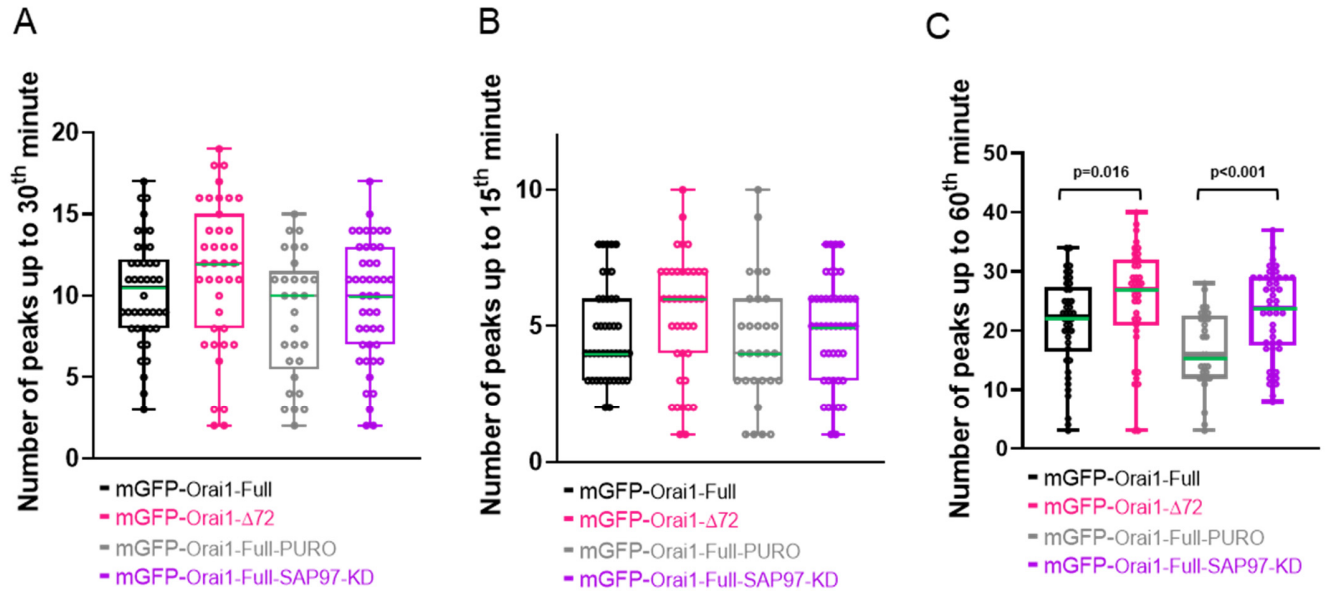 A
Number of peaks up to 30th minute
20
15
10
5
0
mGFP-Orai1-Full
mGFP-Orai1-Δ72
mGFP-Orai1-Full-PURO
mGFP-Orai1-Full-SAP97-KD
B
Number of peaks up to 15th minute
10
5
0
mGFP-Orai1-Full
mGFP-Orai1-Δ72
mGFP-Orai1-Full-PURO
mGFP-Orai1-Full-SAP97-KD
C
Number of peaks up to 60th minute
50
40
30
20
10
0
p=0.016
p<0.001
mGFP-Orai1-Full
mGFP-Orai1-Δ72
mGFP-Orai1-Full-PURO
mGFP-Orai1-Full-SAP97-KD